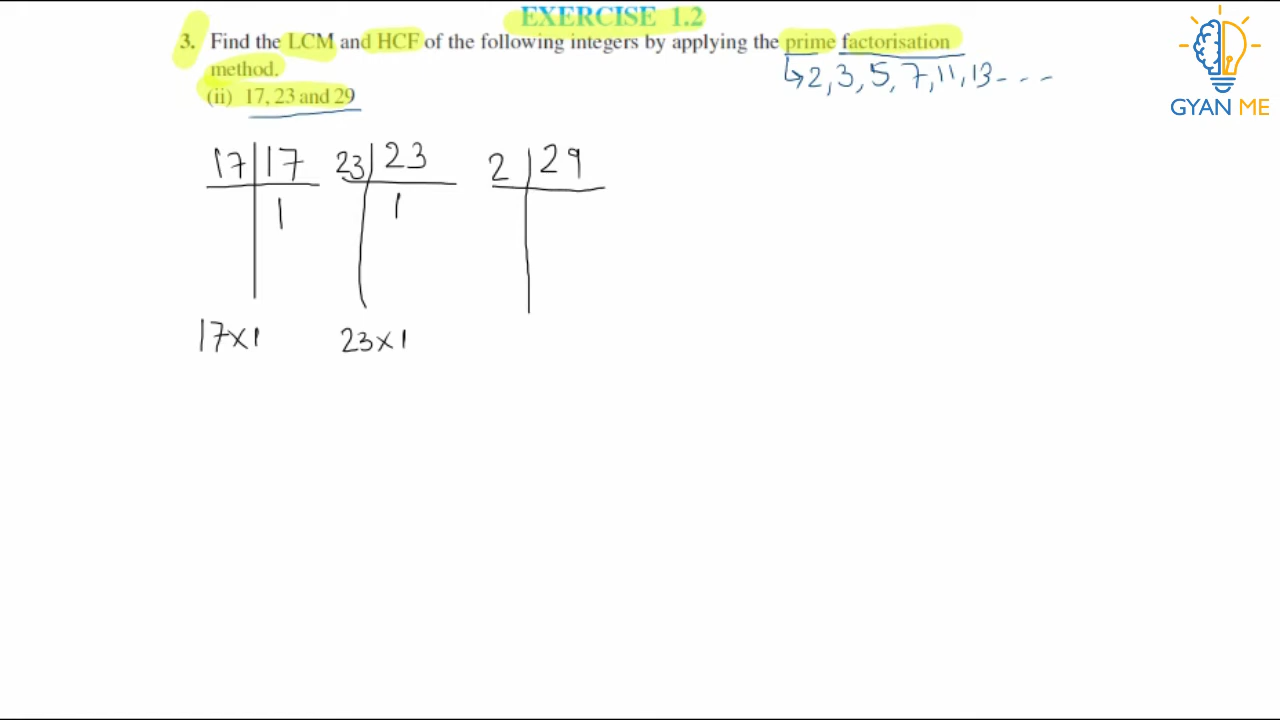 EXERCISE 1.2
3. Find the LCM and HCF of the following integers by applying the prime factorisation
method.
↳2, 3, 5, 7, 11, 13- - - -
(ii) 17, 23 and 29
GYAN ME
17 17 23 23 2 29
1 1
17×1 23×1